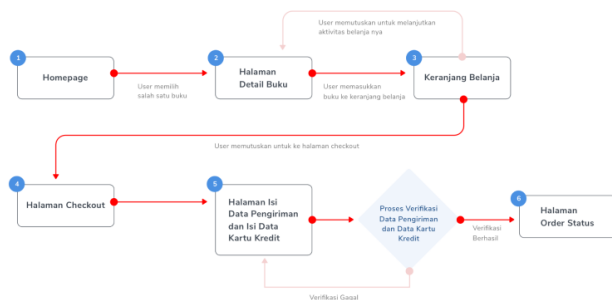 User memutuskan untuk melanjutkan
aktivitas belanja nya
1
Homepage
User memilih
salah satu buku
2
Halaman
Detail Buku
User memasukkan
buku ke keranjang belanja
3
Keranjang Belanja
User memutuskan untuk ke halaman checkout
4
Halaman Checkout
5
Halaman Isi
Data Pengiriman
dan Isi Data
Kartu Kredit
Proses Verifikasi
Data Pengiriman
dan Data Kartu
Kredit
Verifikasi
Berhasil
6
Halaman
Order Status
Verifikasi Gagal